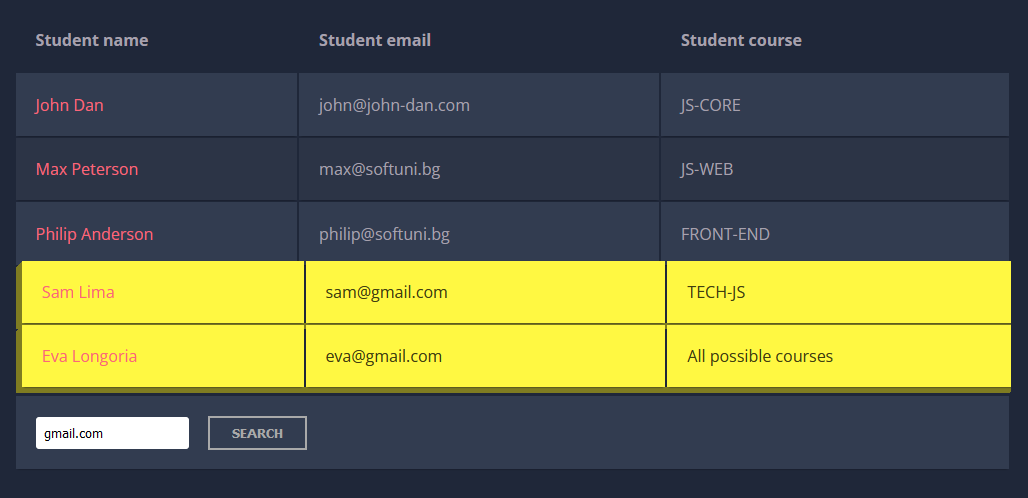 Student name Student email Student course
John Dan john@john-dan.com JS-CORE
Max Peterson max@softuni.bg JS-WEB
Philip Anderson philip@softuni.bg FRONT-END
Sam Lima sam@gmail.com TECH-JS
Eva Longoria eva@gmail.com All possible courses
gmail.com SEARCH